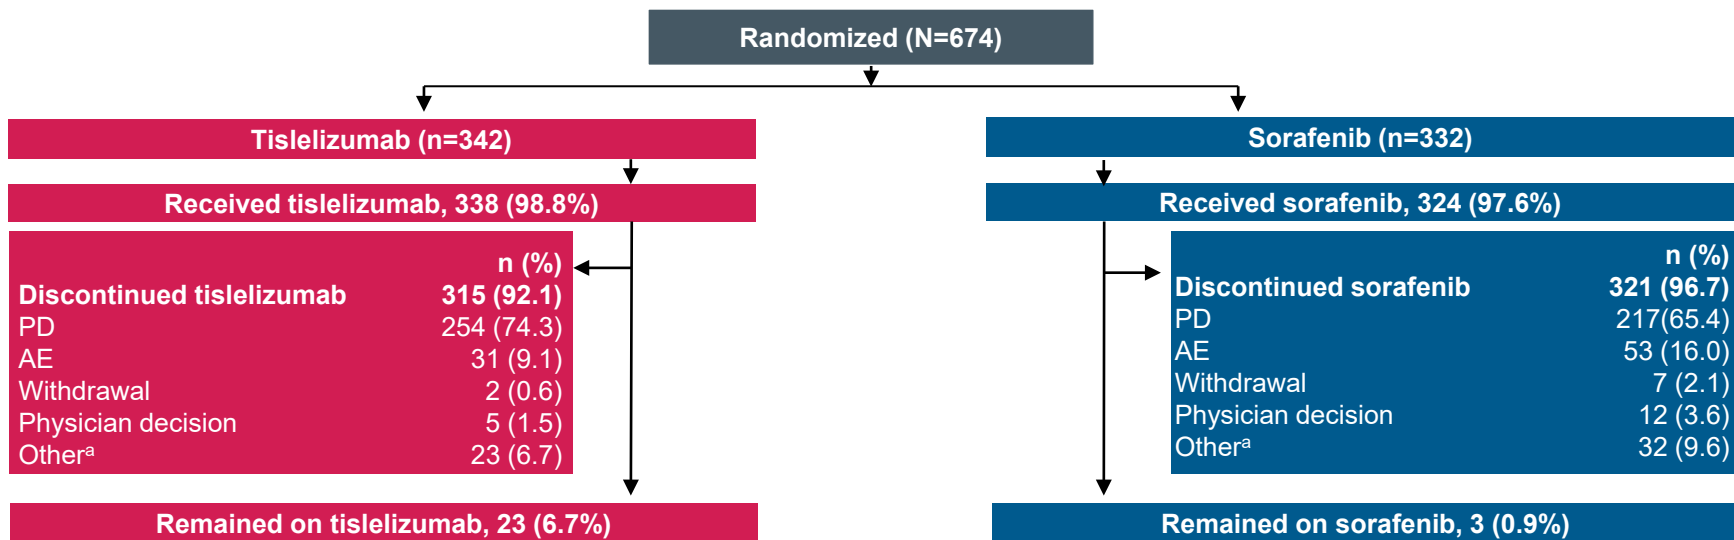 Randomized (N=674)
Tislelizumab (n=342)
Received tislelizumab, 338 (98.8%)
n (%)
Discontinued tislelizumab 315 (92.1)
PD 254 (74.3)
AE 31 (9.1)
Withdrawal 2 (0.6)
Physician decision 5 (1.5)
Otherᵃ 23 (6.7)
Remained on tislelizumab, 23 (6.7%)
Sorafenib (n=332)
Received sorafenib, 324 (97.6%)
n (%)
Discontinued sorafenib 321 (96.7)
PD 217(65.4)
AE 53 (16.0)
Withdrawal 7 (2.1)
Physician decision 12 (3.6)
Otherᵃ 32 (9.6)
Remained on sorafenib, 3 (0.9%)